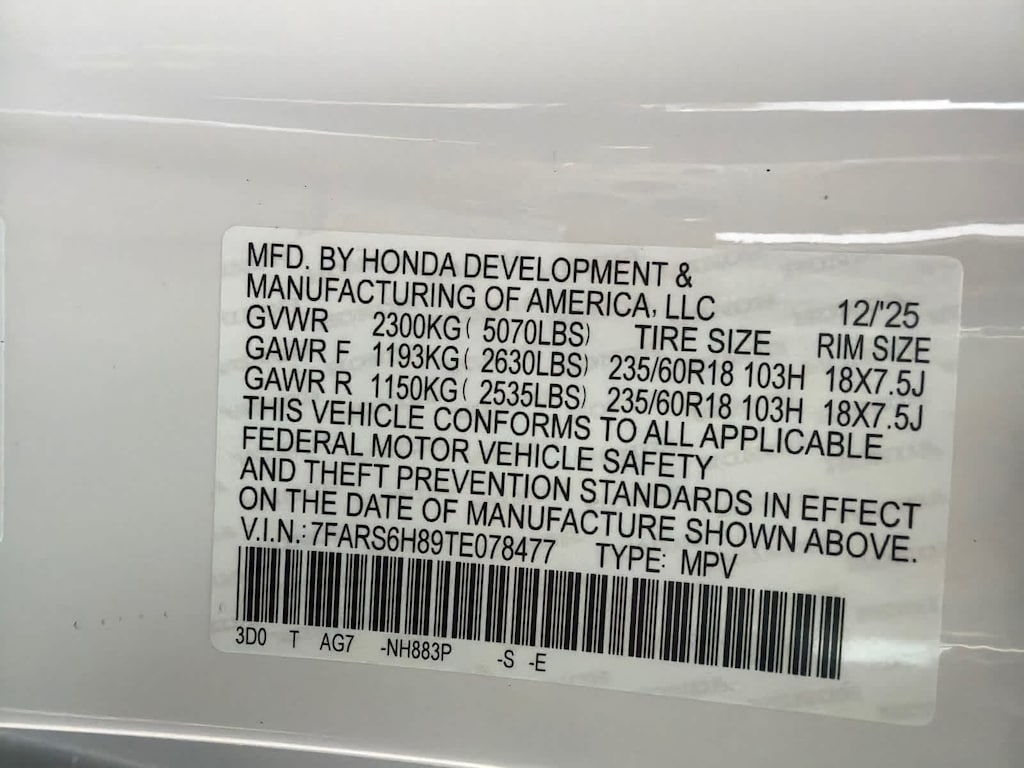 MFD. BY HONDA DEVELOPMENT &
MANUFACTURING OF AMERICA, LLC 12/'25
GVWR 2300KG( 5070LBS) TIRE SIZE RIM SIZE
GAWR F 1193KG( 2630LBS) 235/60R18 103H 18X7.5J
GAWR R 1150KG( 2535LBS) 235/60R18 103H 18X7.5J
THIS VEHICLE CONFORMS TO ALL APPLICABLE
FEDERAL MOTOR VEHICLE SAFETY
AND THEFT PREVENTION STANDARDS IN EFFECT
ON THE DATE OF MANUFACTURE SHOWN ABOVE.
V.I.N.: 7FARS6H89TE078477 TYPE: MPV
3D0 T AG7 -NH883P -S -E